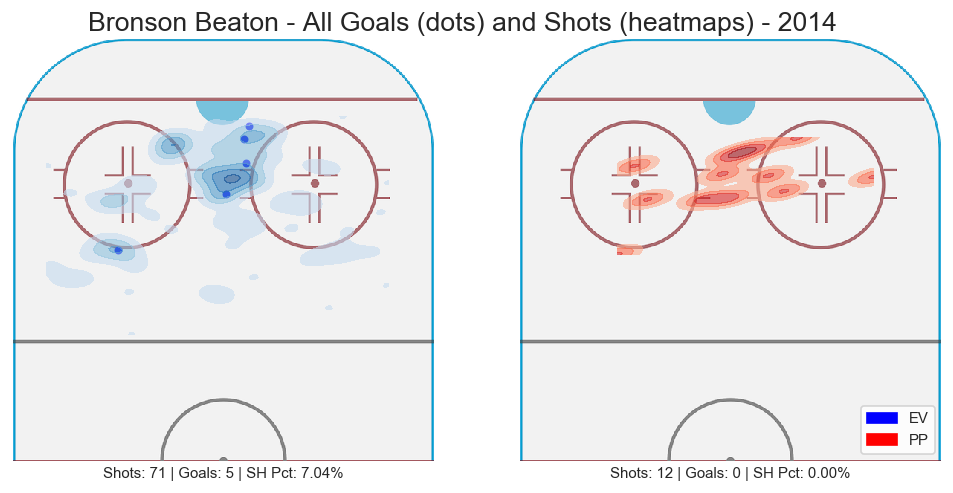 Bronson Beaton - All Goals (dots) and Shots (heatmaps) - 2014
EV
PP
Shots: 71 | Goals: 5 | SH Pct: 7.04%
Shots: 12 | Goals: 0 | SH Pct: 0.00%